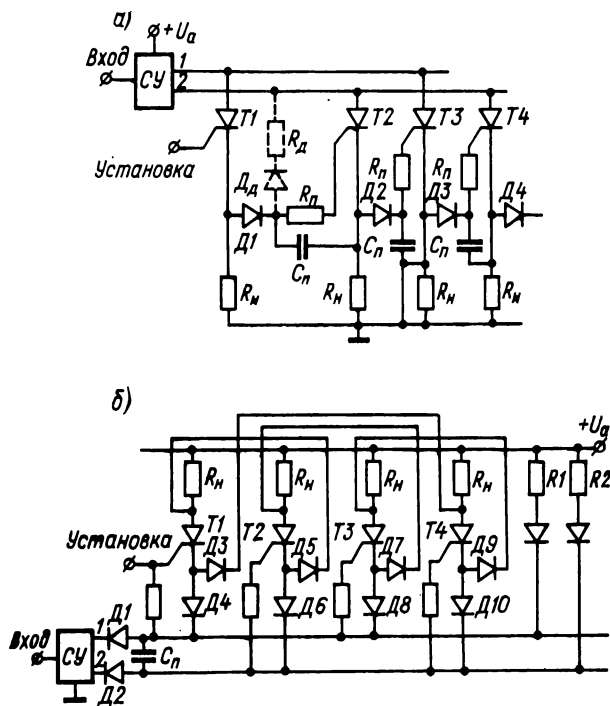 а)
+Uа
Вход
СУ
1
2
T1
T2
T3
T4
Установка
Rд
Дд
Rп
Rп
Rп
Д1
Д2
Д3
Д4
Cп
Cп
Cп
Rн
Rн
Rн
Rн
б)
+Uа
Rн
Rн
Rн
Rн
R1
R2
T1
T2
T3
T4
Установка
Д3
Д5
Д7
Д9
Д4
Д6
Д8
Д10
Вход
СУ
1
2
Д1
Cп
Д2